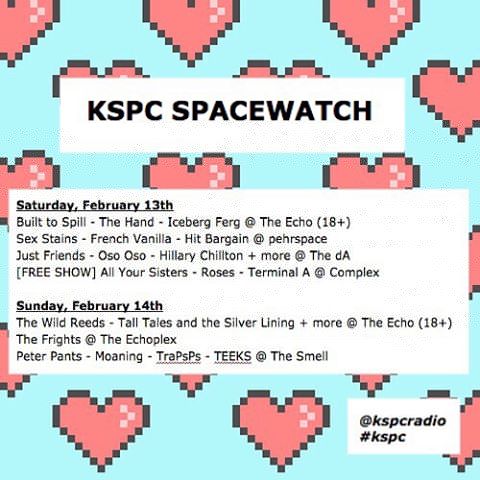 KSPC SPACEWATCH
Saturday, February 13th
Built to Spill - The Hand - Iceberg Ferg @ The Echo (18+)
Sex Stains - French Vanilla - Hit Bargain @ pehrspace
Just Friends - Oso Oso - Hillary Chillton + more @ The dA
[FREE SHOW] All Your Sisters - Roses - Terminal A @ Complex
Sunday, February 14th
The Wild Reeds - Tall Tales and the Silver Lining + more @ The Echo (18+)
The Frights @ The Echoplex
Peter Pants - Moaning - TraPsPs - TEEKS @ The Smell
@kspcradio
#kspc